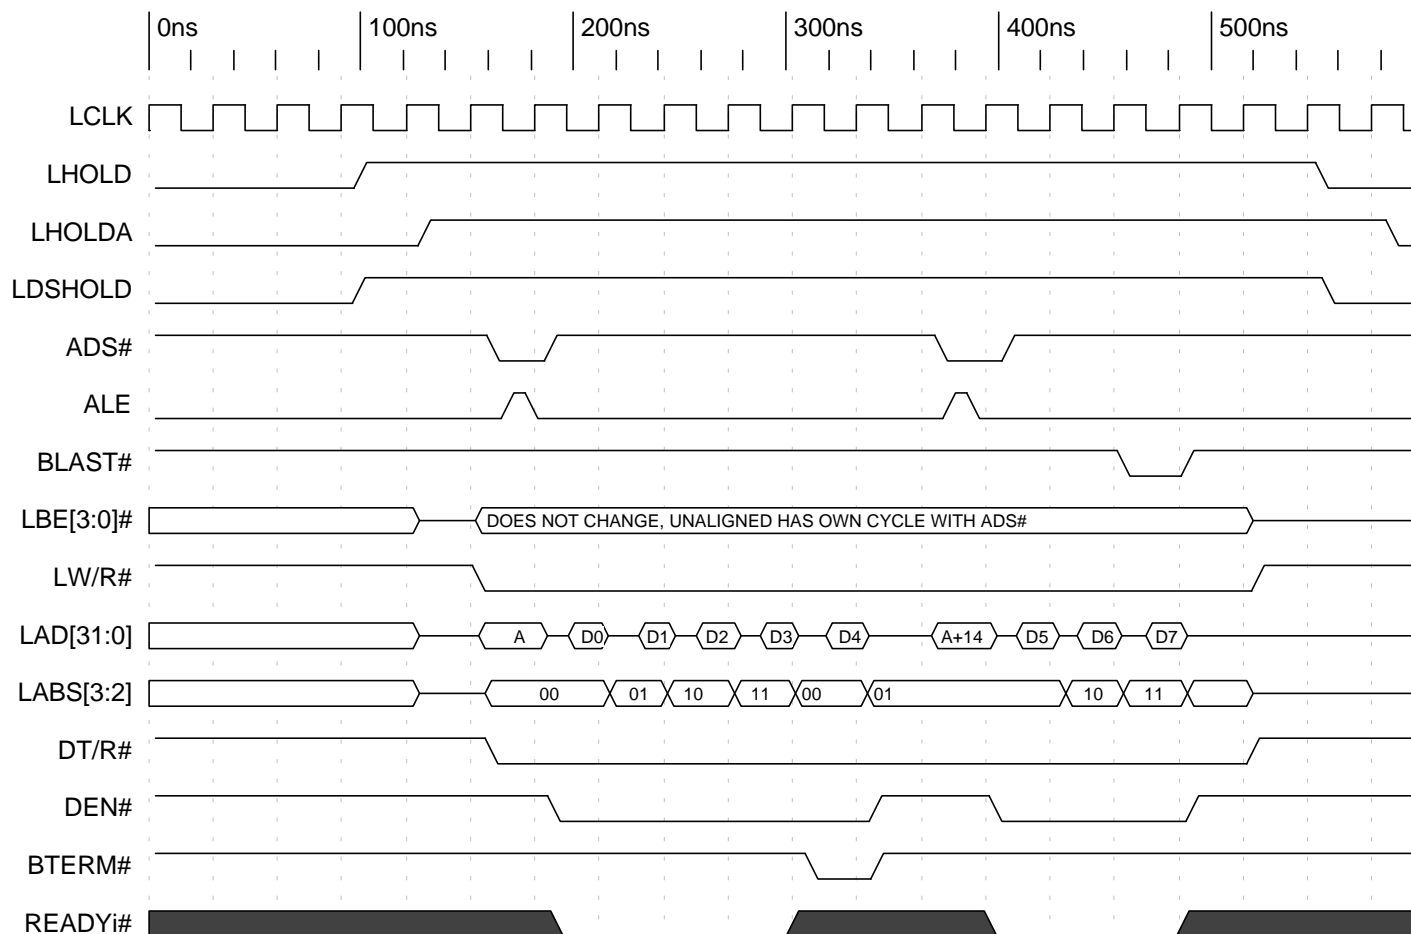 0ns 100ns 200ns 300ns 400ns 500ns
LCLK
LHOLD
LHOLDA
LDSHOLD
ADS#
ALE
BLAST#
LBE[3:0]# DOES NOT CHANGE, UNALIGNED HAS OWN CYCLE WITH ADS#
LW/R#
LAD[31:0] A D0 D1 D2 D3 D4 A+14 D5 D6 D7
LABS[3:2] 00 01 10 11 00 01 10 11
DT/R#
DEN#
BTERM#
READYi#